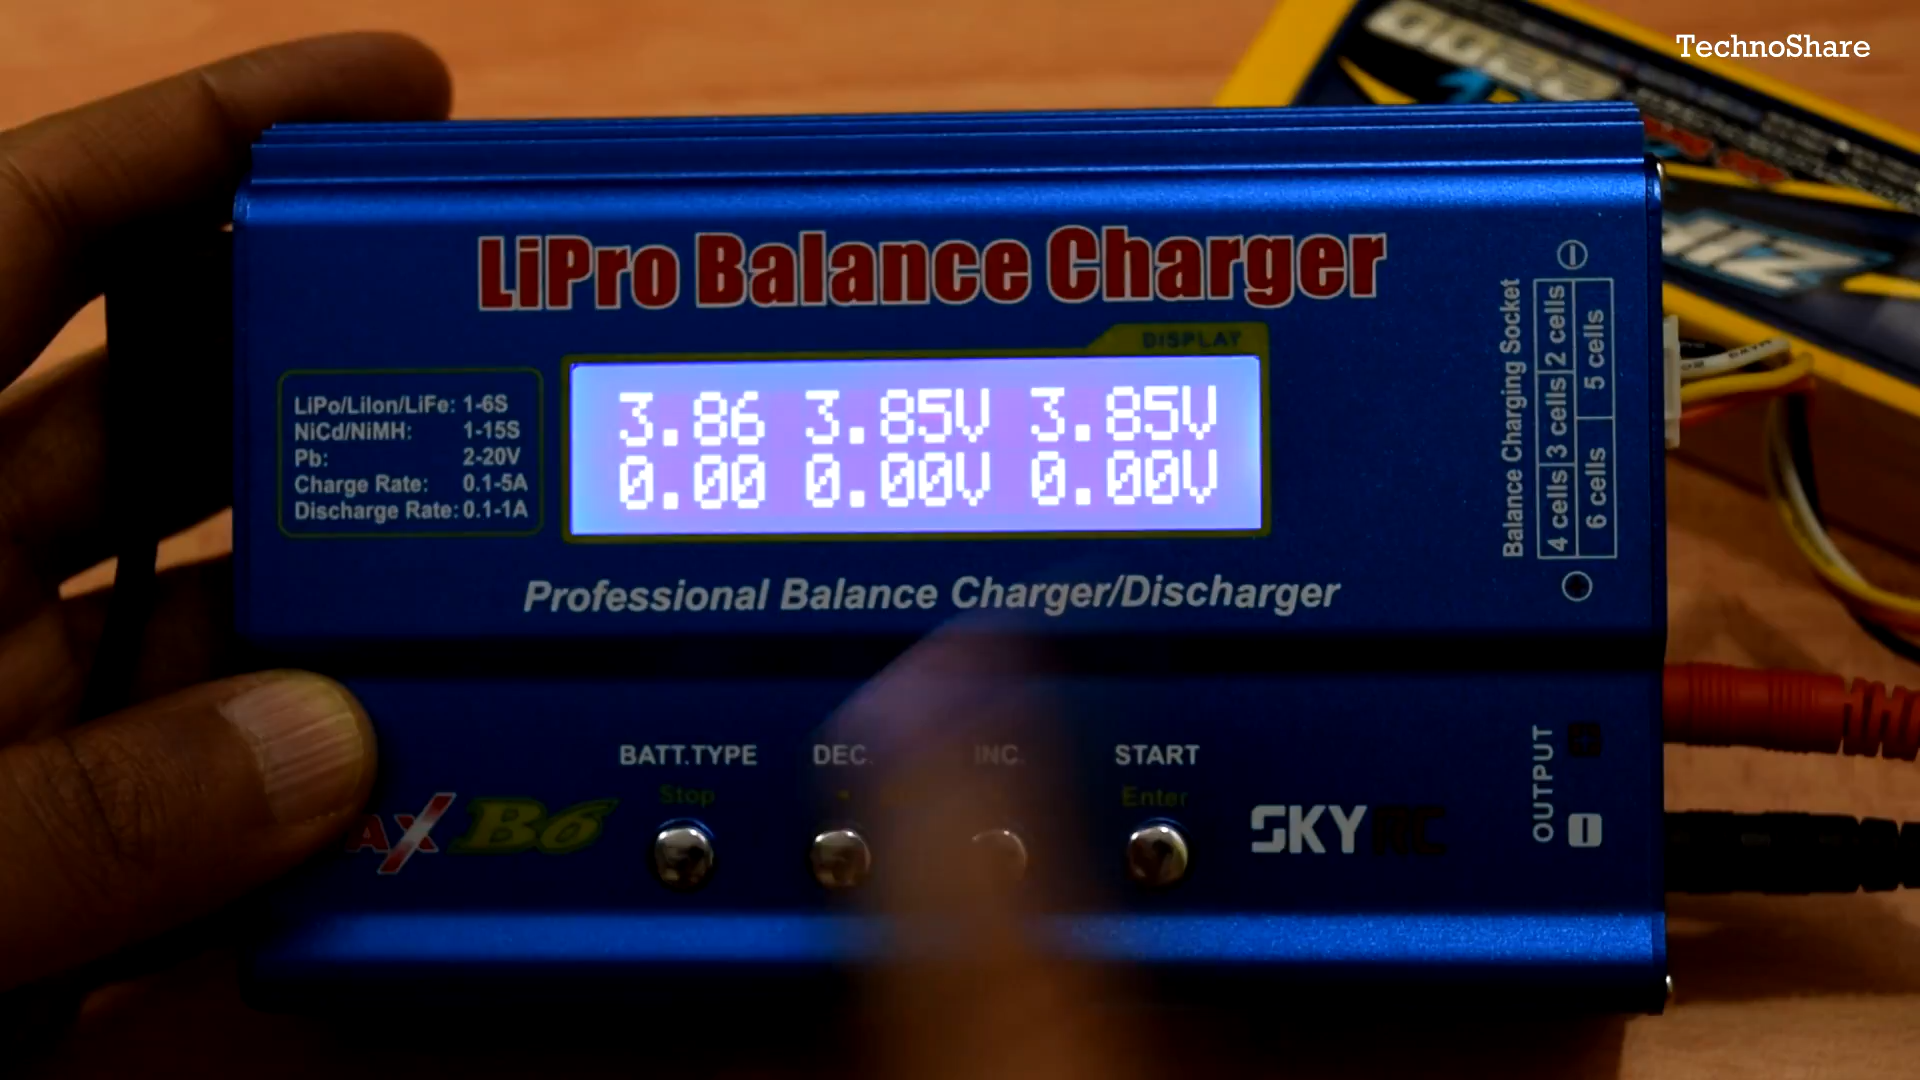 TechnoShare
2200
LiPro Balance Charger
DISPLAY
3.86 3.85V 3.85V
0.00 0.00V 0.00V
LiPo/LiIon/LiFe: 1-6S
NiCd/NiMH: 1-15S
Pb: 2-20V
Charge Rate: 0.1-5A
Discharge Rate: 0.1-1A
Balance Charging Socket
4 cells 3 cells 2 cells
6 cells 5 cells
Professional Balance Charger/Discharger
BATT.TYPE DEC. INC. START
Stop Enter
AX B6
SKYRC
OUTPUT